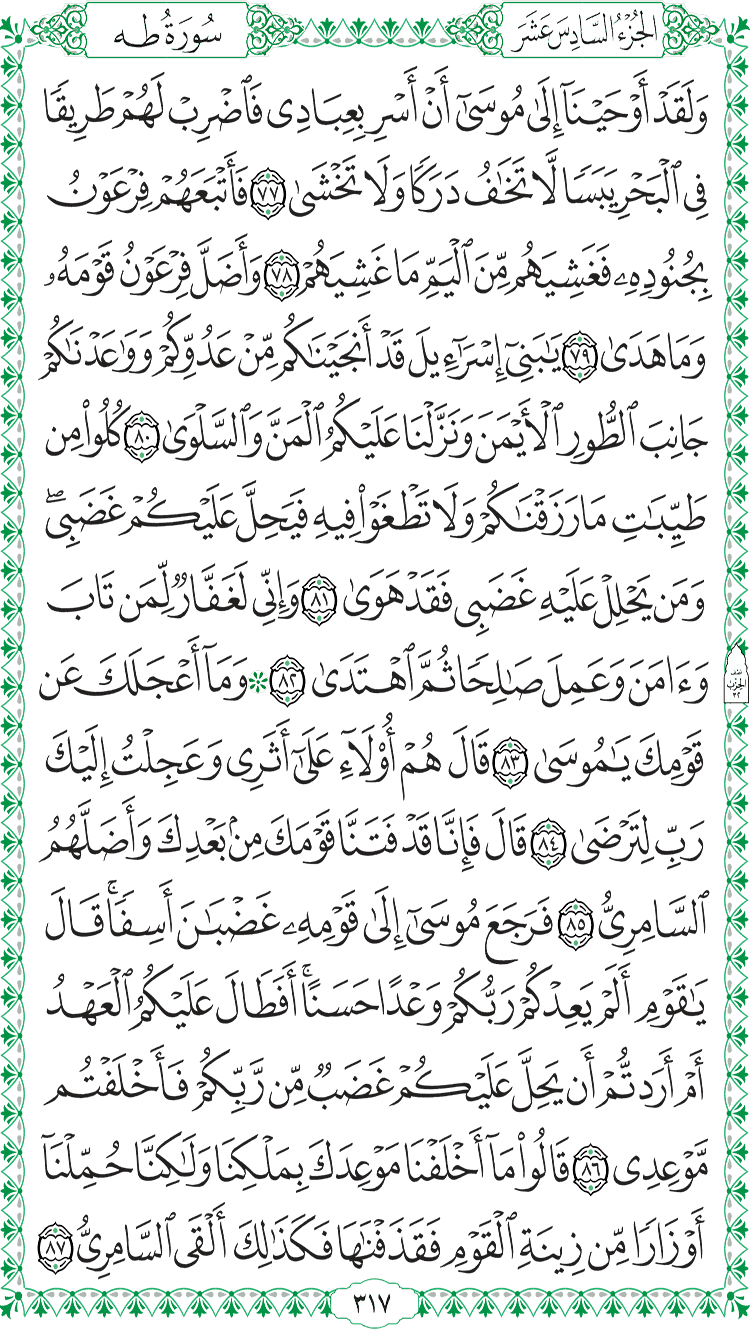 الجُزْءُ السَّادِسَ عَشَرَ
سُورَةُ طه
وَلَقَدْ أَوْحَيْنَآ إِلَىٰ مُوسَىٰٓ أَنْ أَسْرِ بِعِبَادِى فَٱضْرِبْ لَهُمْ طَرِيقًا
فِى ٱلْبَحْرِ يَبَسًا لَّا تَخَـٰفُ دَرَكًا وَلَا تَخْشَىٰ ٧٧ فَأَتْبَعَهُمْ فِرْعَوْنُ
بِجُنُودِهِۦ فَغَشِيَهُم مِّنَ ٱلْيَمِّ مَا غَشِيَهُمْ ٧٨ وَأَضَلَّ فِرْعَوْنُ قَوْمَهُۥ
وَمَا هَدَىٰ ٧٩ يَـٰبَنِىٓ إِسْرَٰٓءِيلَ قَدْ أَنجَيْنَـٰكُم مِّنْ عَدُوِّكُمْ وَوَٰعَدْنَـٰكُمْ
جَانِبَ ٱلطُّورِ ٱلْأَيْمَنَ وَنَزَّلْنَا عَلَيْكُمُ ٱلْمَنَّ وَٱلسَّلْوَىٰ ٨٠ كُلُوا۟ مِن
طَيِّبَـٰتِ مَا رَزَقْنَـٰكُمْ وَلَا تَطْغَوْا۟ فِيهِ فَيَحِلَّ عَلَيْكُمْ غَضَبِى ۖ
وَمَن يَحْلِلْ عَلَيْهِ غَضَبِى فَقَدْ هَوَىٰ ٨١ وَإِنِّى لَغَفَّارٌ لِّمَن تَابَ
وَءَامَنَ وَعَمِلَ صَـٰلِحًا ثُمَّ ٱهْتَدَىٰ ٨٢ ۞ وَمَآ أَعْجَلَكَ عَن
نصف الحزب ٣٢
قَوْمِكَ يَـٰمُوسَىٰ ٨٣ قَالَ هُمْ أُو۟لَآءِ عَلَىٰٓ أَثَرِى وَعَجِلْتُ إِلَيْكَ
رَبِّ لِتَرْضَىٰ ٨٤ قَالَ فَإِنَّا قَدْ فَتَنَّا قَوْمَكَ مِنۢ بَعْدِكَ وَأَضَلَّهُمُ
ٱلسَّامِرِىُّ ٨٥ فَرَجَعَ مُوسَىٰٓ إِلَىٰ قَوْمِهِۦ غَضْبَـٰنَ أَسِفًا ۚ قَالَ
يَـٰقَوْمِ أَلَمْ يَعِدْكُمْ رَبُّكُمْ وَعْدًا حَسَنًا ۚ أَفَطَالَ عَلَيْكُمُ ٱلْعَهْدُ
أَمْ أَرَدتُّمْ أَن يَحِلَّ عَلَيْكُمْ غَضَبٌ مِّن رَّبِّكُمْ فَأَخْلَفْتُم
مَّوْعِدِى ٨٦ قَالُوا۟ مَآ أَخْلَفْنَا مَوْعِدَكَ بِمَلْكِنَا وَلَـٰكِنَّا حُمِّلْنَآ
أَوْزَارًا مِّن زِينَةِ ٱلْقَوْمِ فَقَذَفْنَـٰهَا فَكَذَٰلِكَ أَلْقَى ٱلسَّامِرِىُّ ٨٧
٣١٧